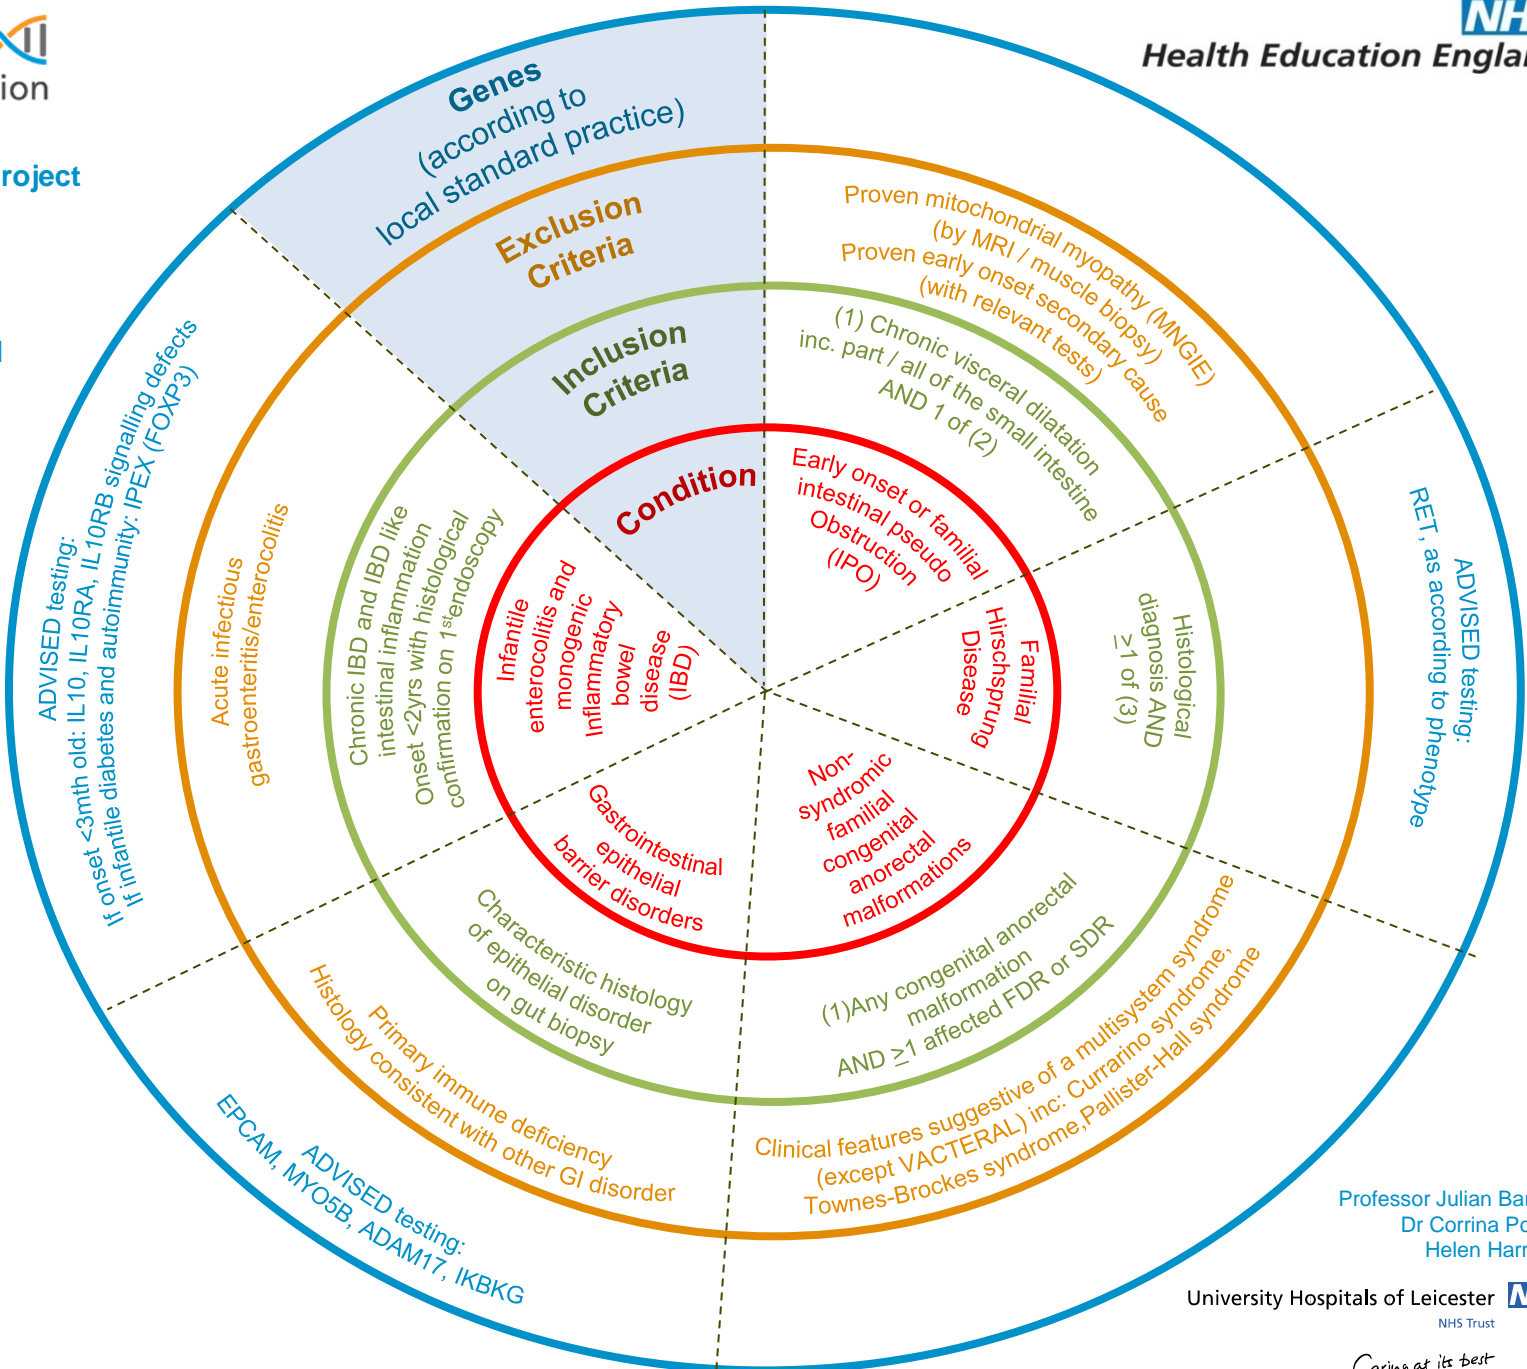 NH
Health Education Englan
ion
roject
Genes
(according to
local standard practice)
Exclusion
Criteria
Inclusion
Criteria
Condition
Proven mitochondrial myopathy (MNGIE)
(by MRI / muscle biopsy)
Proven early onset secondary cause
(with relevant tests)
(1) Chronic visceral dilatation
inc. part / all of the small intestine
AND 1 of (2)
Early onset or familial
intestinal pseudo
Obstruction
(IPO)
ADVISED testing:
RET, as according to phenotype
Histological
diagnosis AND
≥1 of (3)
Familial
Hirschsprung
Disease
Non-
syndromic
familial
congenital
anorectal
malformations
(1)Any congenital anorectal
malformation
AND ≥1 affected FDR or SDR
Clinical features suggestive of a multisystem syndrome
(except VACTERAL) inc: Currarino syndrome,
Townes-Brockes syndrome,Pallister-Hall syndrome
Gastrointestinal
epithelial
barrier disorders
Characteristic histology
of epithelial disorder
on gut biopsy
Primary immune deficiency
Histology consistent with other GI disorder
ADVISED testing:
EPCAM, MYO5B, ADAM17, IKBKG
Infantile
enterocolitis and
monogenic
Inflammatory
bowel
disease
(IBD)
Chronic IBD and IBD like
intestinal inflammation
Onset <2yrs with histological
confirmation on 1st endoscopy
Acute infectious
gastroenteritis/enterocolitis
ADVISED testing:
If onset <3mth old: IL10, IL10RA, IL10RB signalling defects
If infantile diabetes and autoimmunity: IPEX (FOXP3)
Professor Julian Bar
Dr Corrina Po
Helen Harr
University Hospitals of Leicester N
NHS Trust
Caring at its best